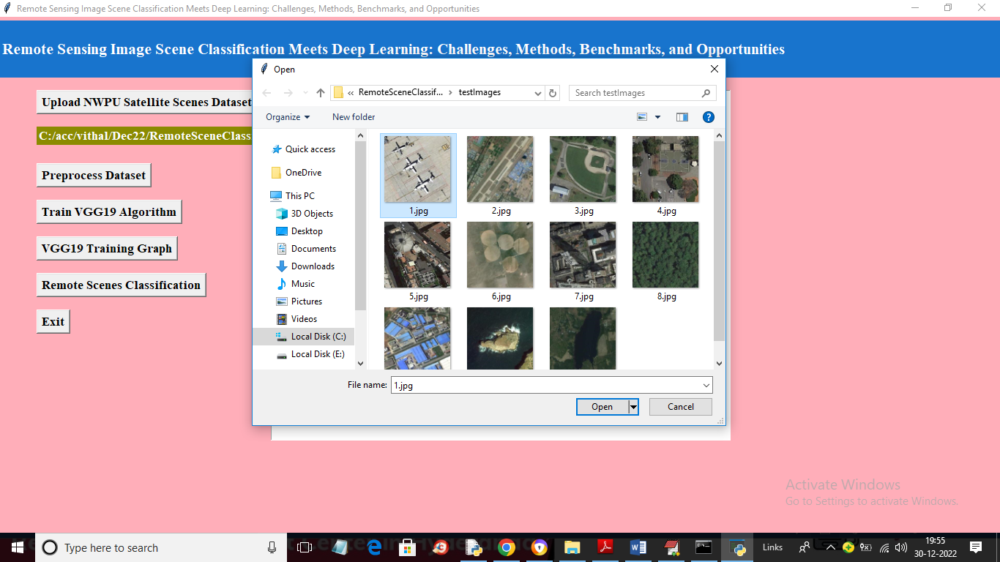 Remote Sensing Image Scene Classification Meets Deep Learning: Challenges, Methods, Benchmarks, and Opportunities
Remote Sensing Image Scene Classification Meets Deep Learning: Challenges, Methods, Benchmarks, and Opportunities
Upload NWPU Satellite Scenes Dataset
C:/acc/vithal/Dec22/RemoteSceneClass
Preprocess Dataset
Train VGG19 Algorithm
VGG19 Training Graph
Remote Scenes Classification
Exit
Open
« RemoteSceneClassif... › testImages
Search testImages
Organize
New folder
Quick access
OneDrive
This PC
3D Objects
Desktop
Documents
Downloads
Music
Pictures
Videos
Local Disk (C:)
Local Disk (E:)
1.jpg
2.jpg
3.jpg
4.jpg
5.jpg
6.jpg
7.jpg
8.jpg
File name: 1.jpg
Open
Cancel
Activate Windows
Go to Settings to activate Windows.
Type here to search
Links
19:55
30-12-2022